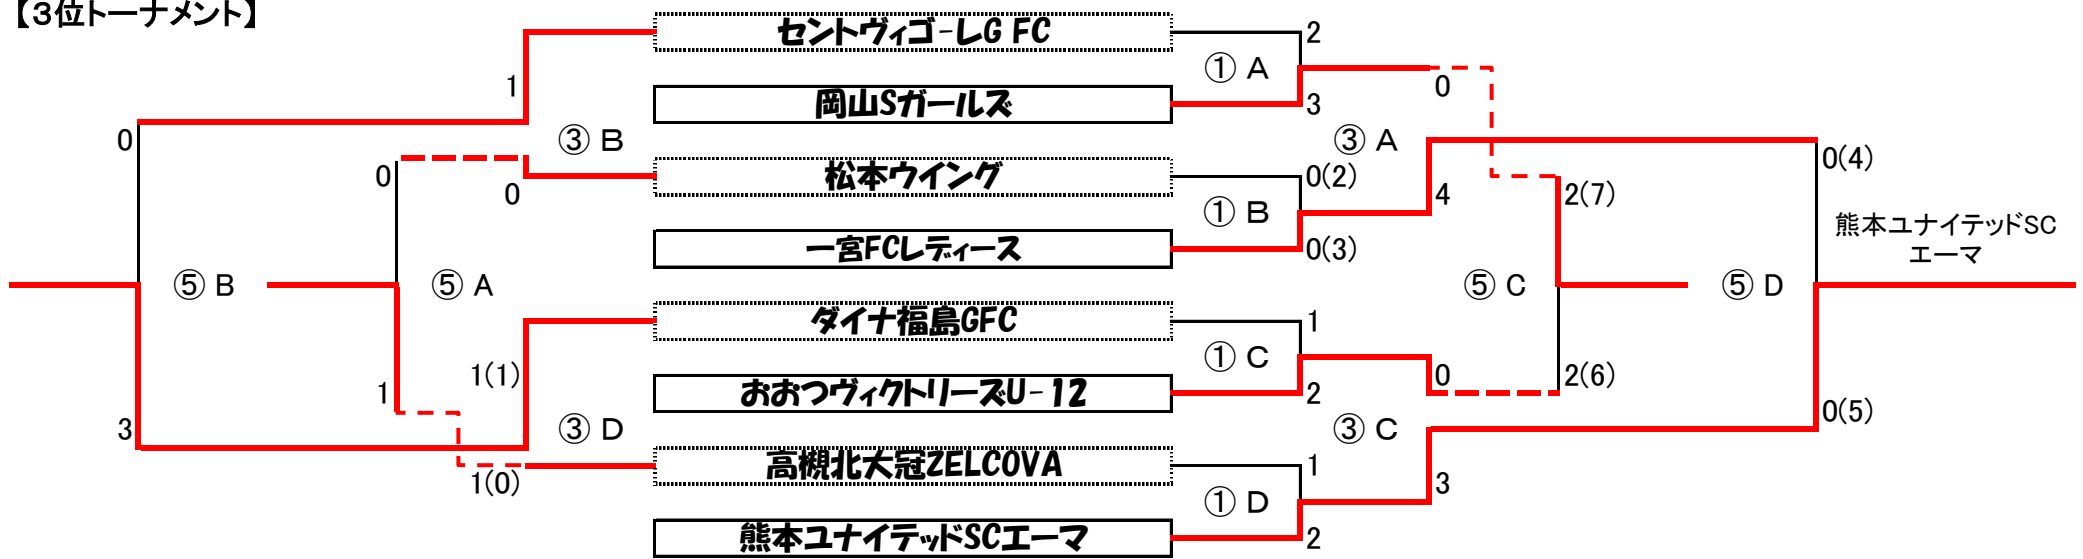 【３位トーナメント】
セントヴィゴーレG FC
2
① A
1
0
岡山Sガールズ
3
0
③ B
③ A
0(4)
0
0
松本ウイング
0(2)
4
2(7)
① B
熊本ユナイテッドSC
エーマ
一宮FCレディース
0(3)
⑤ B
⑤ A
⑤ C
⑤ D
ダイナ福島GFC
1
① C
1(1)
0
2(6)
1
おおつヴィクトリーズU-12
2
0(5)
3
③ D
③ C
高槻北大冠ZELCOVA
1
1(0)
3
① D
熊本ユナイテッドSCエーマ
2